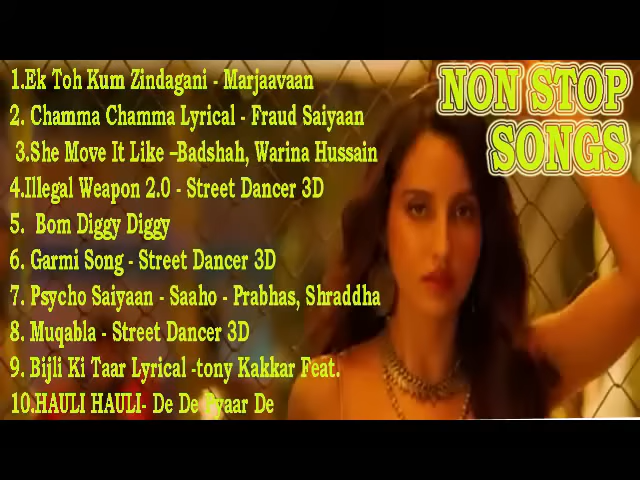 NON STOP
SONGS
1.Ek Toh Kum Zindagani - Marjaavaan
2. Chamma Chamma Lyrical - Fraud Saiyaan
3.She Move It Like –Badshah, Warina Hussain
4.Illegal Weapon 2.0 - Street Dancer 3D
5. Bom Diggy Diggy
6. Garmi Song - Street Dancer 3D
7. Psycho Saiyaan - Saaho - Prabhas, Shraddha
8. Muqabla - Street Dancer 3D
9. Bijli Ki Taar Lyrical -tony Kakkar Feat.
10.HAULI HAULI- De De Pyaar De